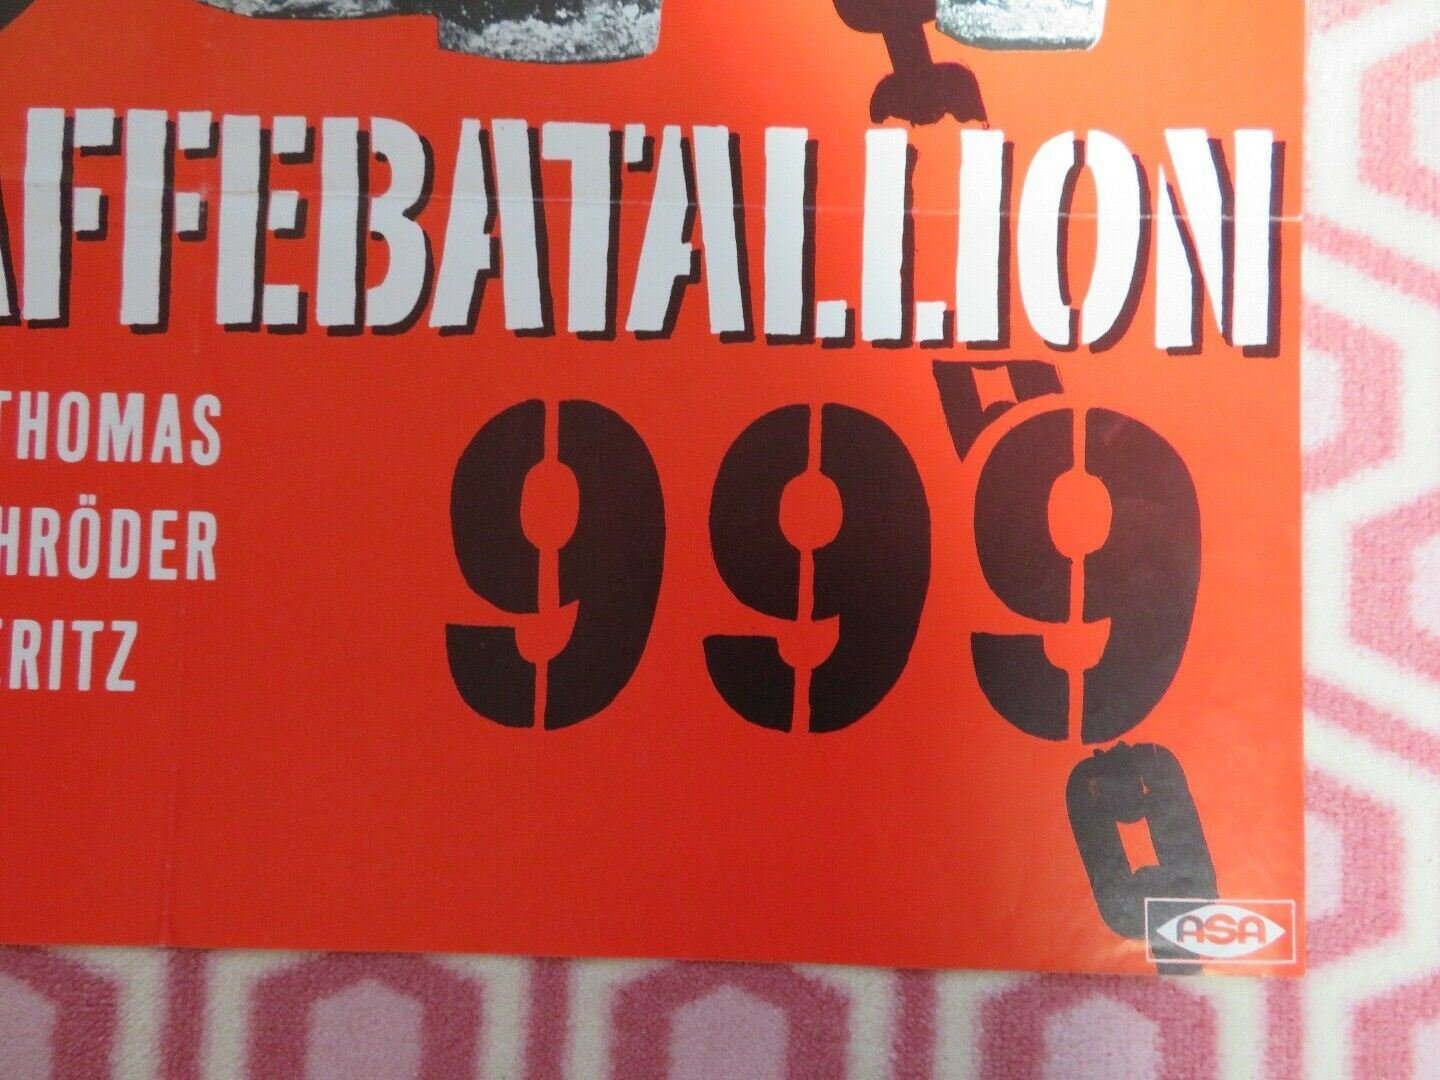 AFFEBATALLION
THOMAS
HRÖDER
ERITZ
999
ASA